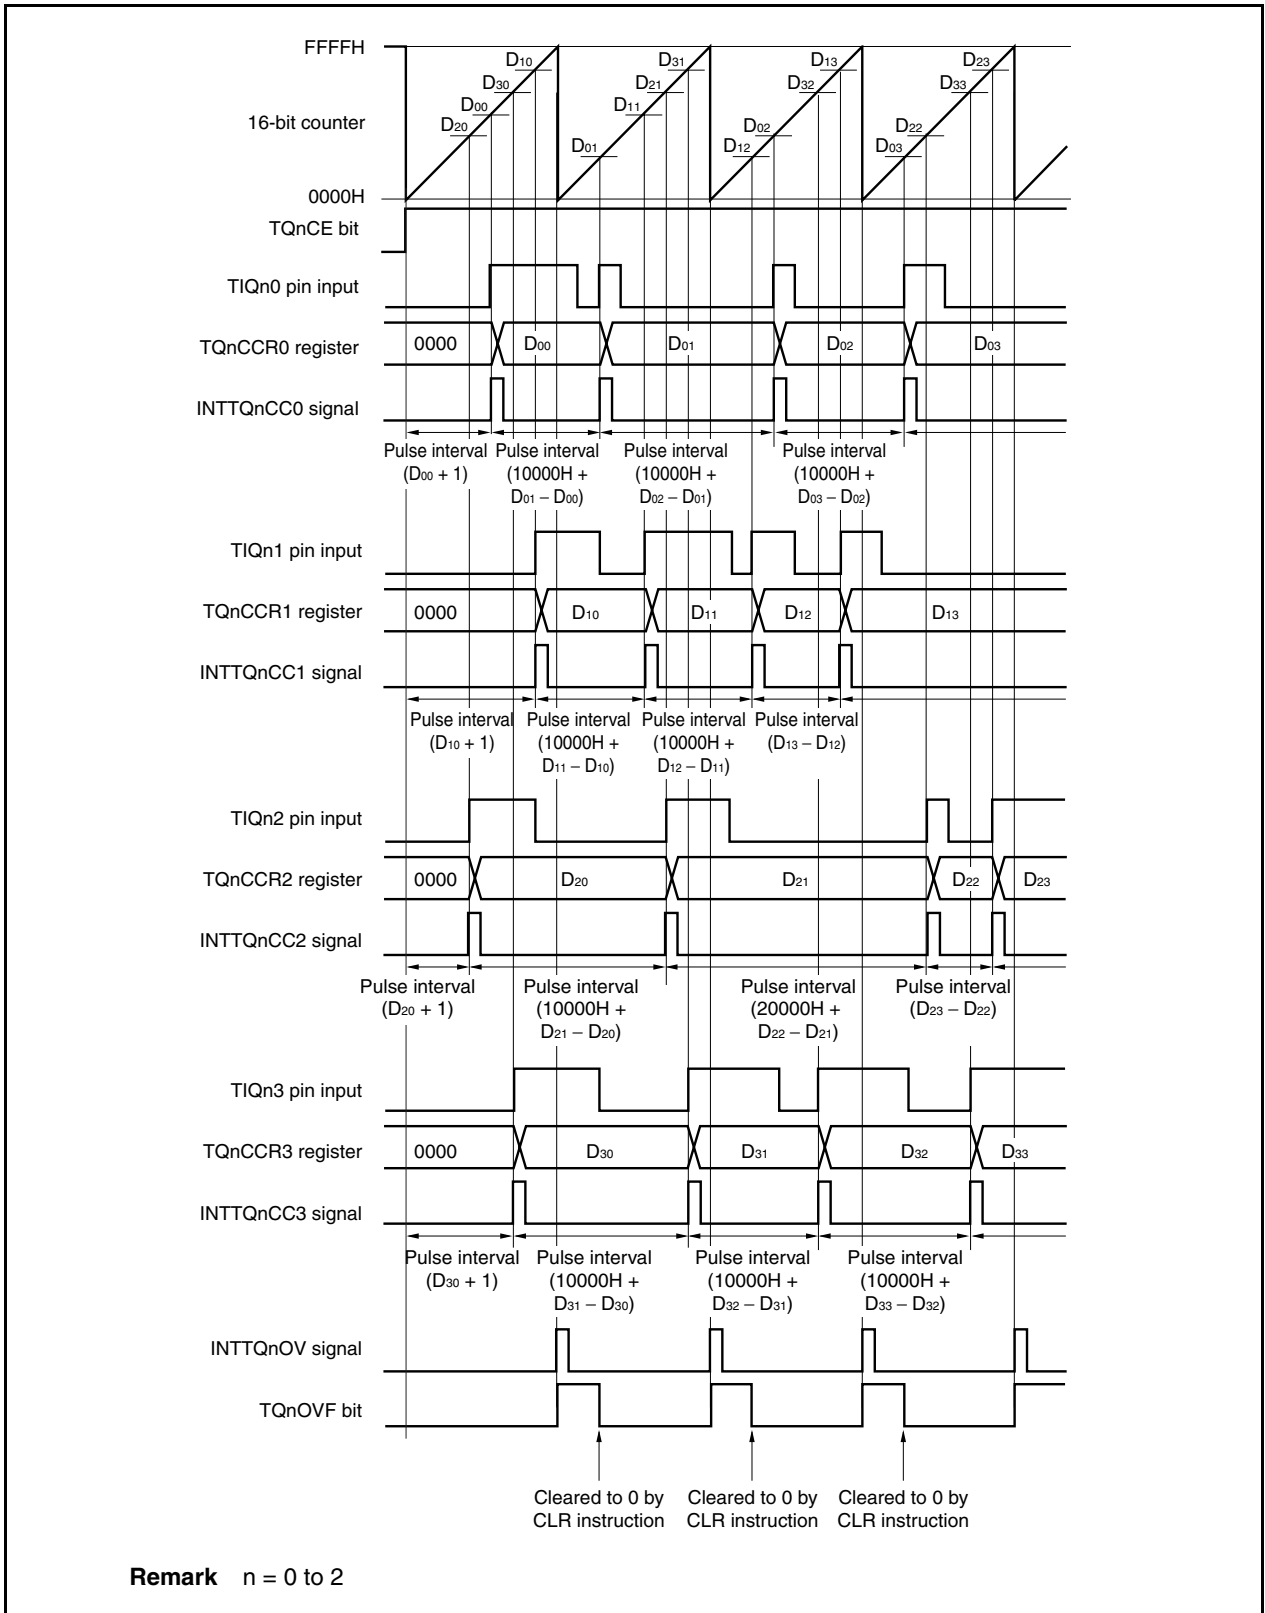 FFFFH
D10 D31 D13 D23
D30 D21 D32 D33
D00 D11
16-bit counter
D20 D02 D22
D01 D12 D03
0000H
TQnCE bit
TIQn0 pin input
TQnCCR0 register 0000 D00 D01 D02 D03
INTTQnCC0 signal
Pulse interval Pulse interval Pulse interval Pulse interval
(D00 + 1) (10000H + (10000H + (10000H +
D01 – D00) D02 – D01) D03 – D02)
TIQn1 pin input
TQnCCR1 register 0000 D10 D11 D12 D13
INTTQnCC1 signal
Pulse interval Pulse interval Pulse interval Pulse interval
(D10 + 1) (10000H + (10000H + (D13 – D12)
D11 – D10) D12 – D11)
TIQn2 pin input
TQnCCR2 register 0000 D20 D21 D22 D23
INTTQnCC2 signal
Pulse interval Pulse interval Pulse interval Pulse interval
(D20 + 1) (10000H + (20000H + (D23 – D22)
D21 – D20) D22 – D21)
TIQn3 pin input
TQnCCR3 register 0000 D30 D31 D32 D33
INTTQnCC3 signal
Pulse interval Pulse interval Pulse interval Pulse interval
(D30 + 1) (10000H + (10000H + (10000H +
D31 – D30) D32 – D31) D33 – D32)
INTTQnOV signal
TQnOVF bit
Cleared to 0 by Cleared to 0 by Cleared to 0 by
CLR instruction CLR instruction CLR instruction
Remark n = 0 to 2